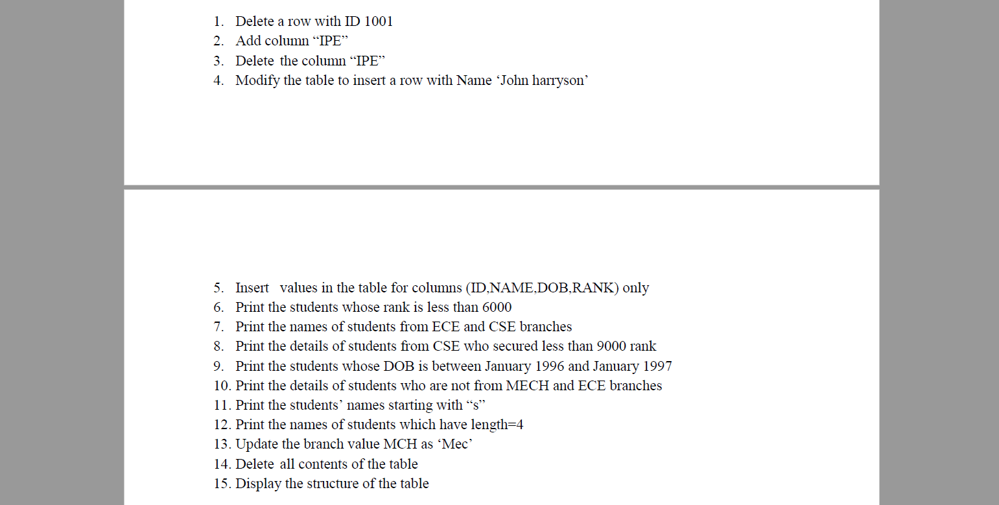 1. Delete a row with ID 1001
2. Add column “IPE”
3. Delete the column “IPE”
4. Modify the table to insert a row with Name ‘John harryson’
5. Insert values in the table for columns (ID,NAME,DOB,RANK) only
6. Print the students whose rank is less than 6000
7. Print the names of students from ECE and CSE branches
8. Print the details of students from CSE who secured less than 9000 rank
9. Print the students whose DOB is between January 1996 and January 1997
10. Print the details of students who are not from MECH and ECE branches
11. Print the students’ names starting with “s”
12. Print the names of students which have length=4
13. Update the branch value MCH as ‘Mec’
14. Delete all contents of the table
15. Display the structure of the table